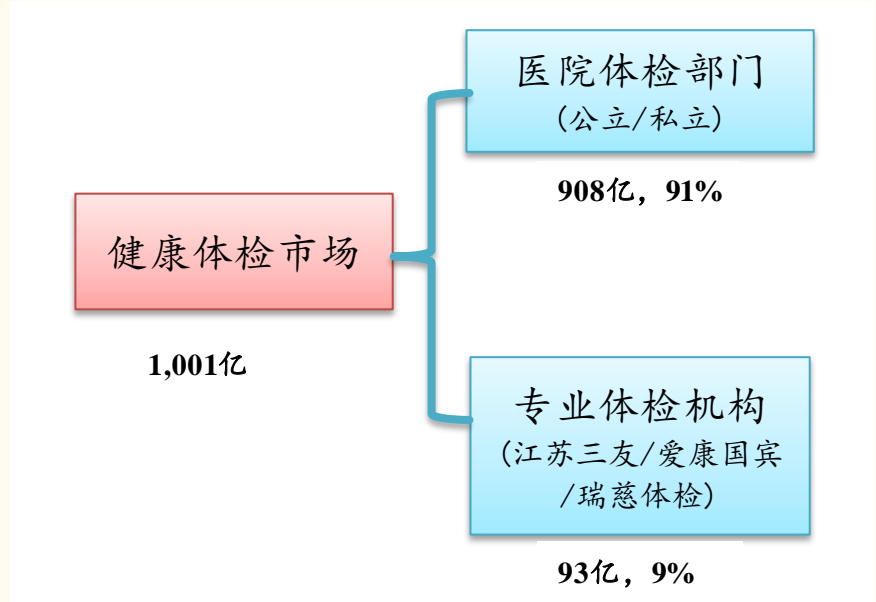 医院体检部门
(公立/私立)
908亿，91%
健康体检市场
1,001亿
专业体检机构
(江苏三友/爱康国宾
/瑞慈体检)
93亿，9%